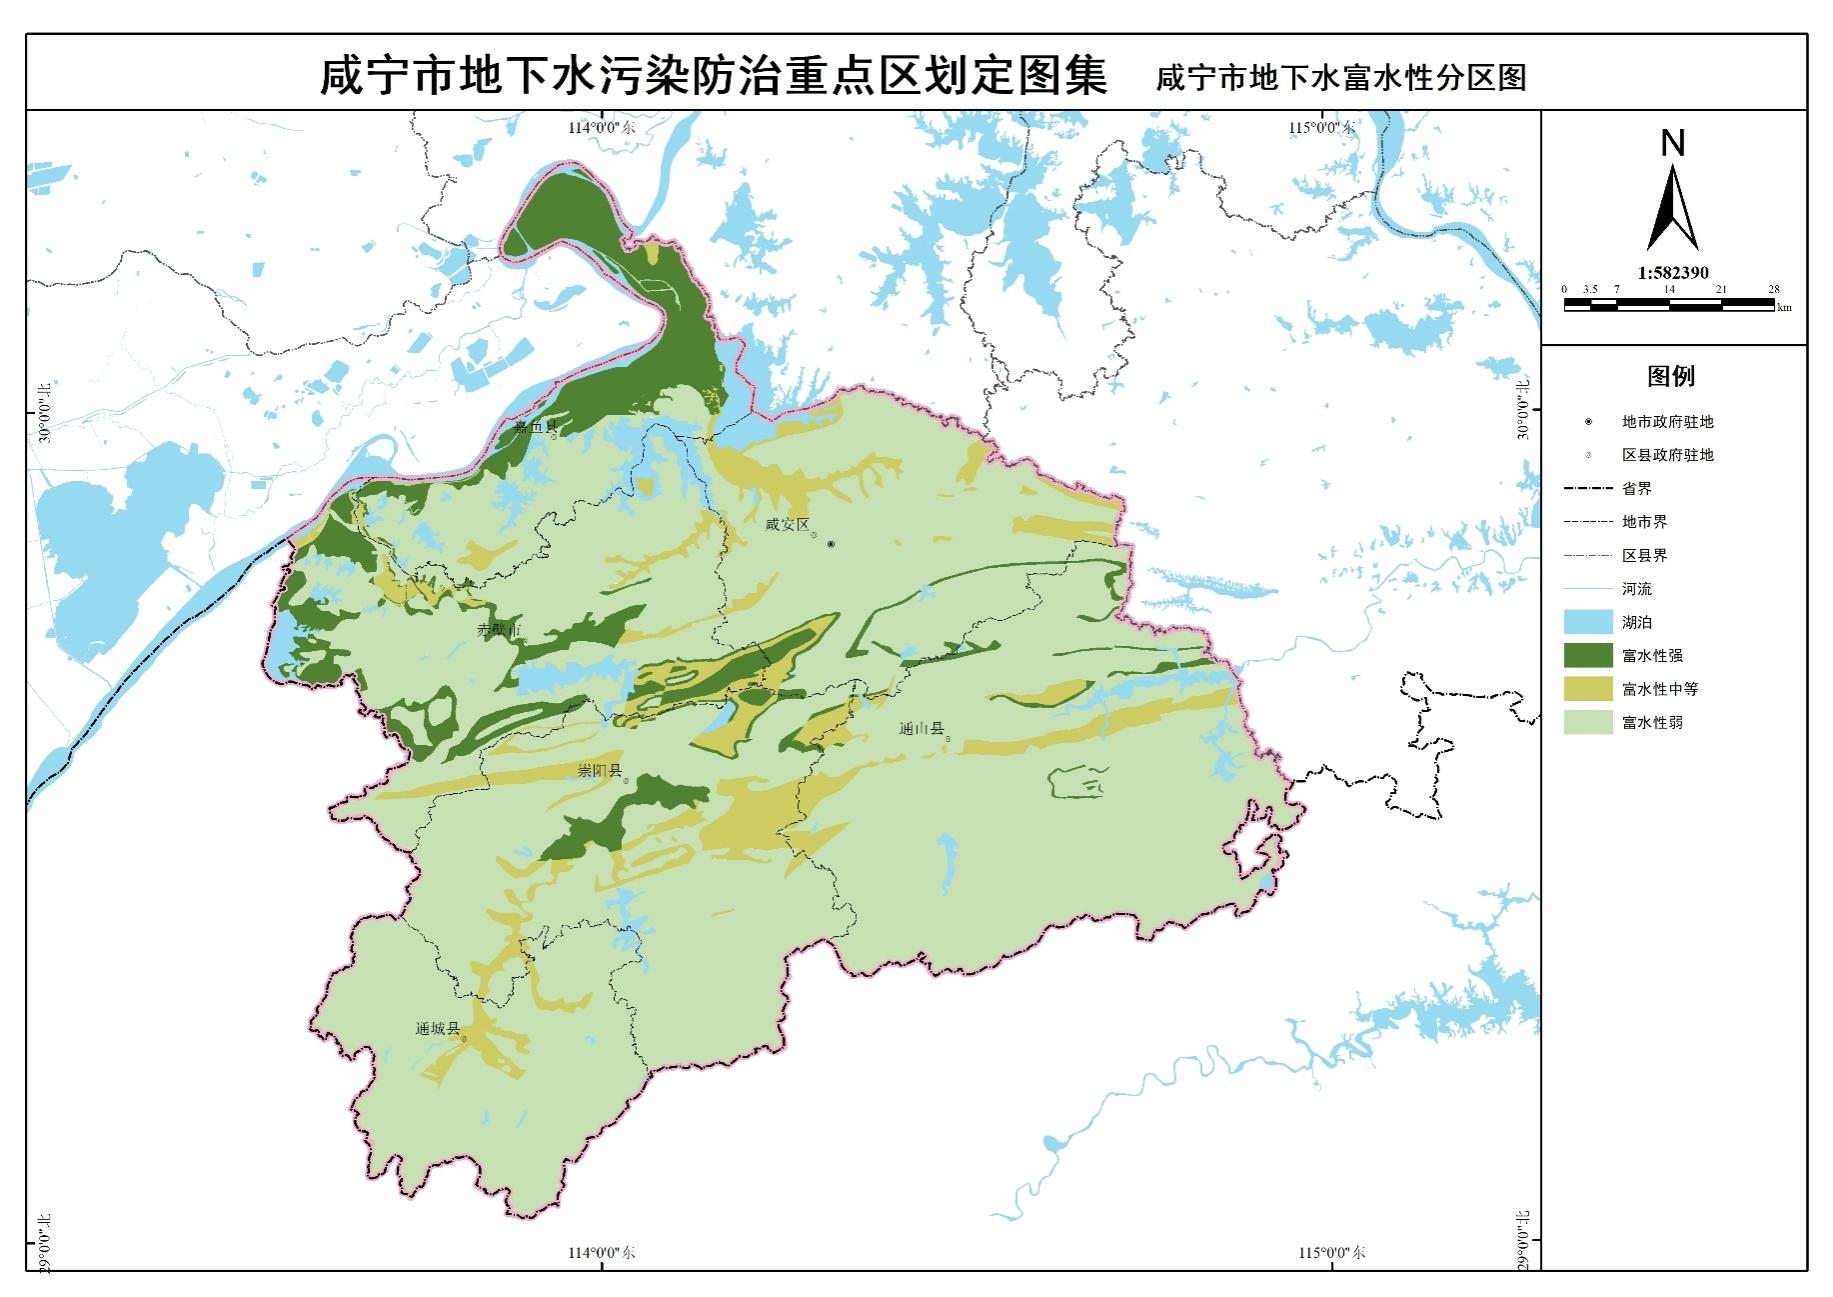 咸宁市地下水污染防治重点区划定图集 咸宁市地下水富水性分区图
114°0'0"东
115°0'0"东
N
1:582390
0 3.5 7 14 21 28
km
30°0'0"北
30°0'0"北
图例
地市政府驻地
区县政府驻地
省界
地市界
区县界
河流
湖泊
富水性强
富水性中等
富水性弱
嘉鱼县
咸安区
赤壁市
通山县
崇阳县
通城县
29°0'0"北
29°0'0"北
114°0'0"东
115°0'0"东